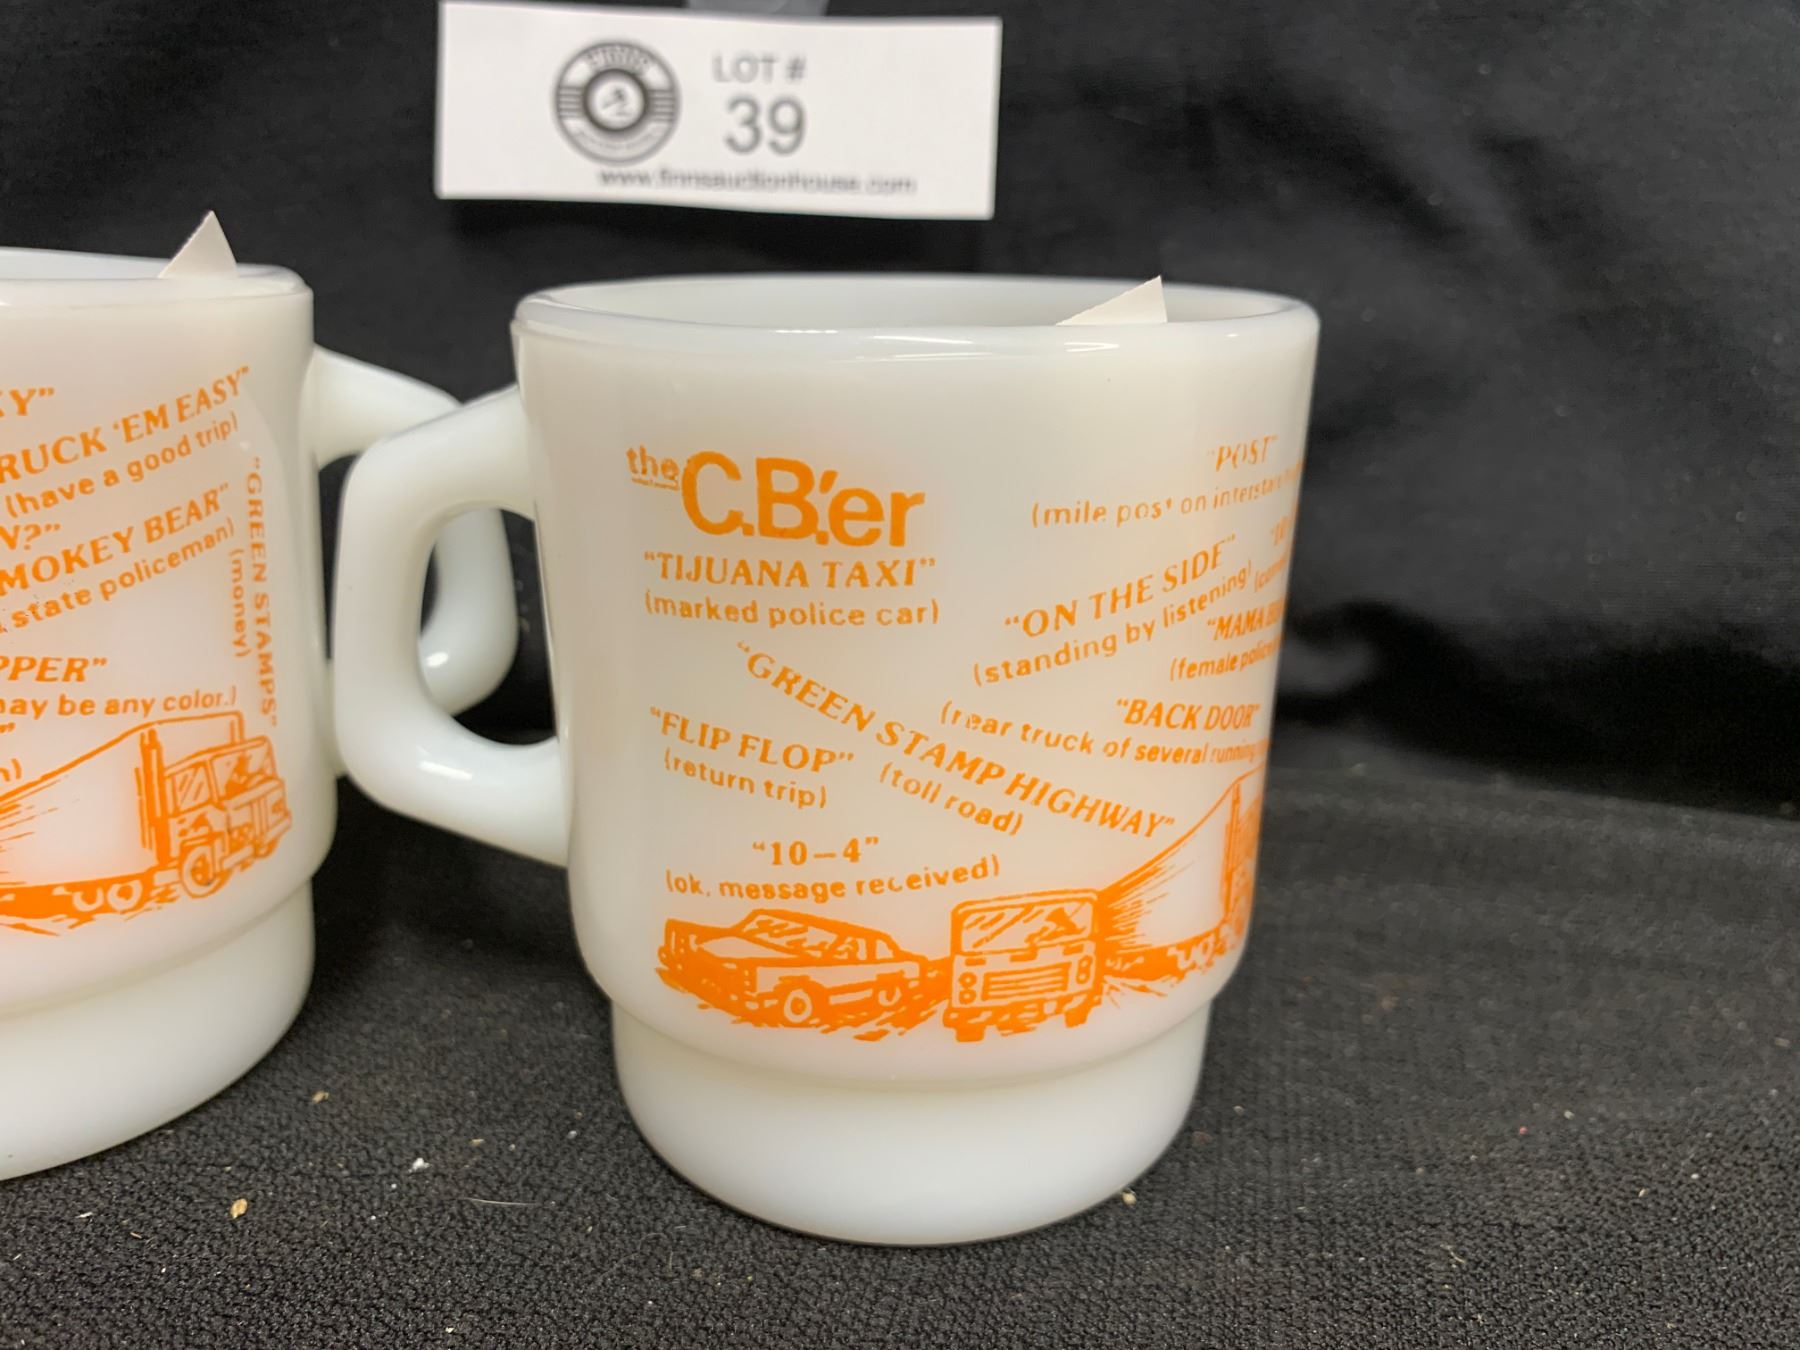 LOT #
39
www.finnsauctionhouse.com
KY"
RUCK 'EM EASY"
(have a good trip)
N?"
MOKEY BEAR"
state policeman)
"GREEN STAMPS"
(money)
PPER"
may be any color.)
the
C.B.'er
"TIJUANA TAXI"
(marked police car)
"GREEN STAMP HIGHWAY"
(toll road)
"FLIP FLOP"
(return trip)
"10-4"
(ok, message received)
"POST"
(mile post on
"ON THE SIDE"
(standing by listening)
"MAMA
(female
"BACK DOOR"
(rear truck of several running